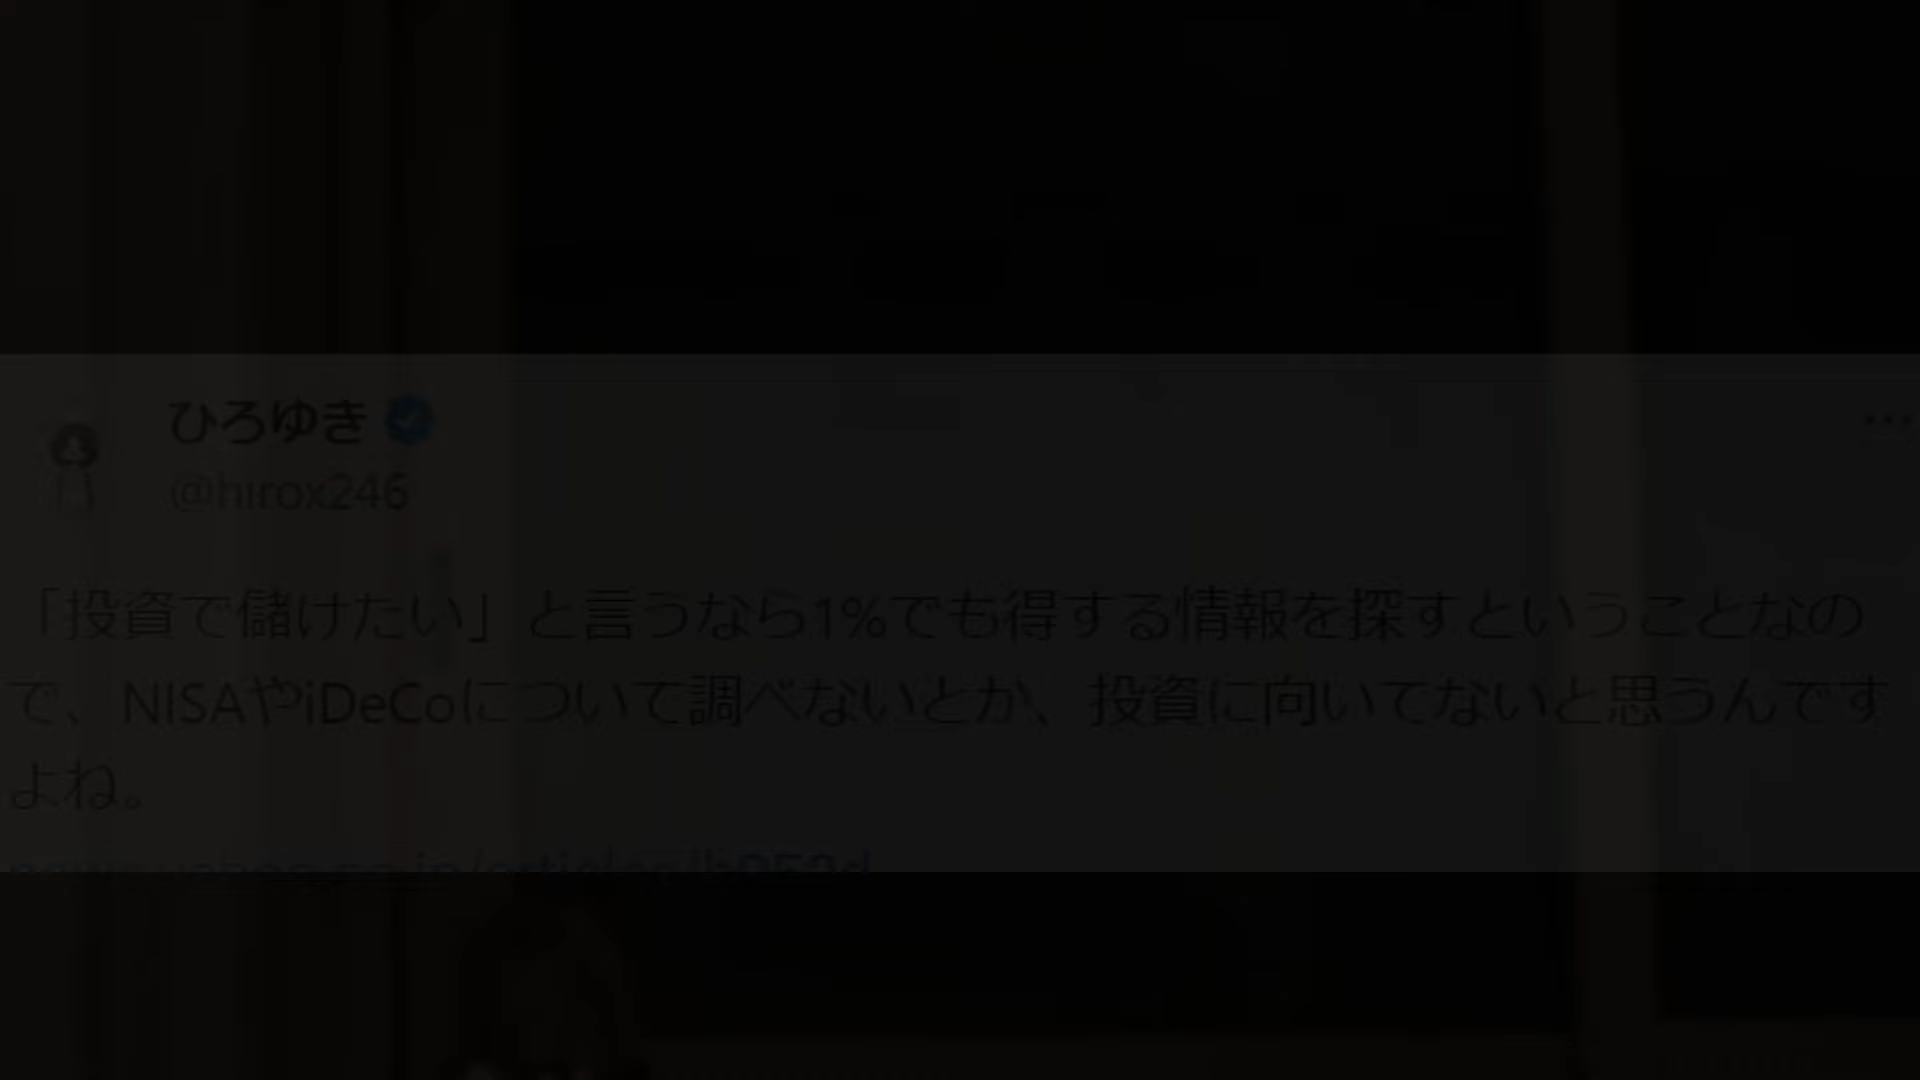 ひろゆき
@hirox246
「投資で儲けたい」と言うなら1%でも得する情報を探すということなの
で、NISAやiDeCoについて調べないとか、投資に向いてないと思うんです
よね。